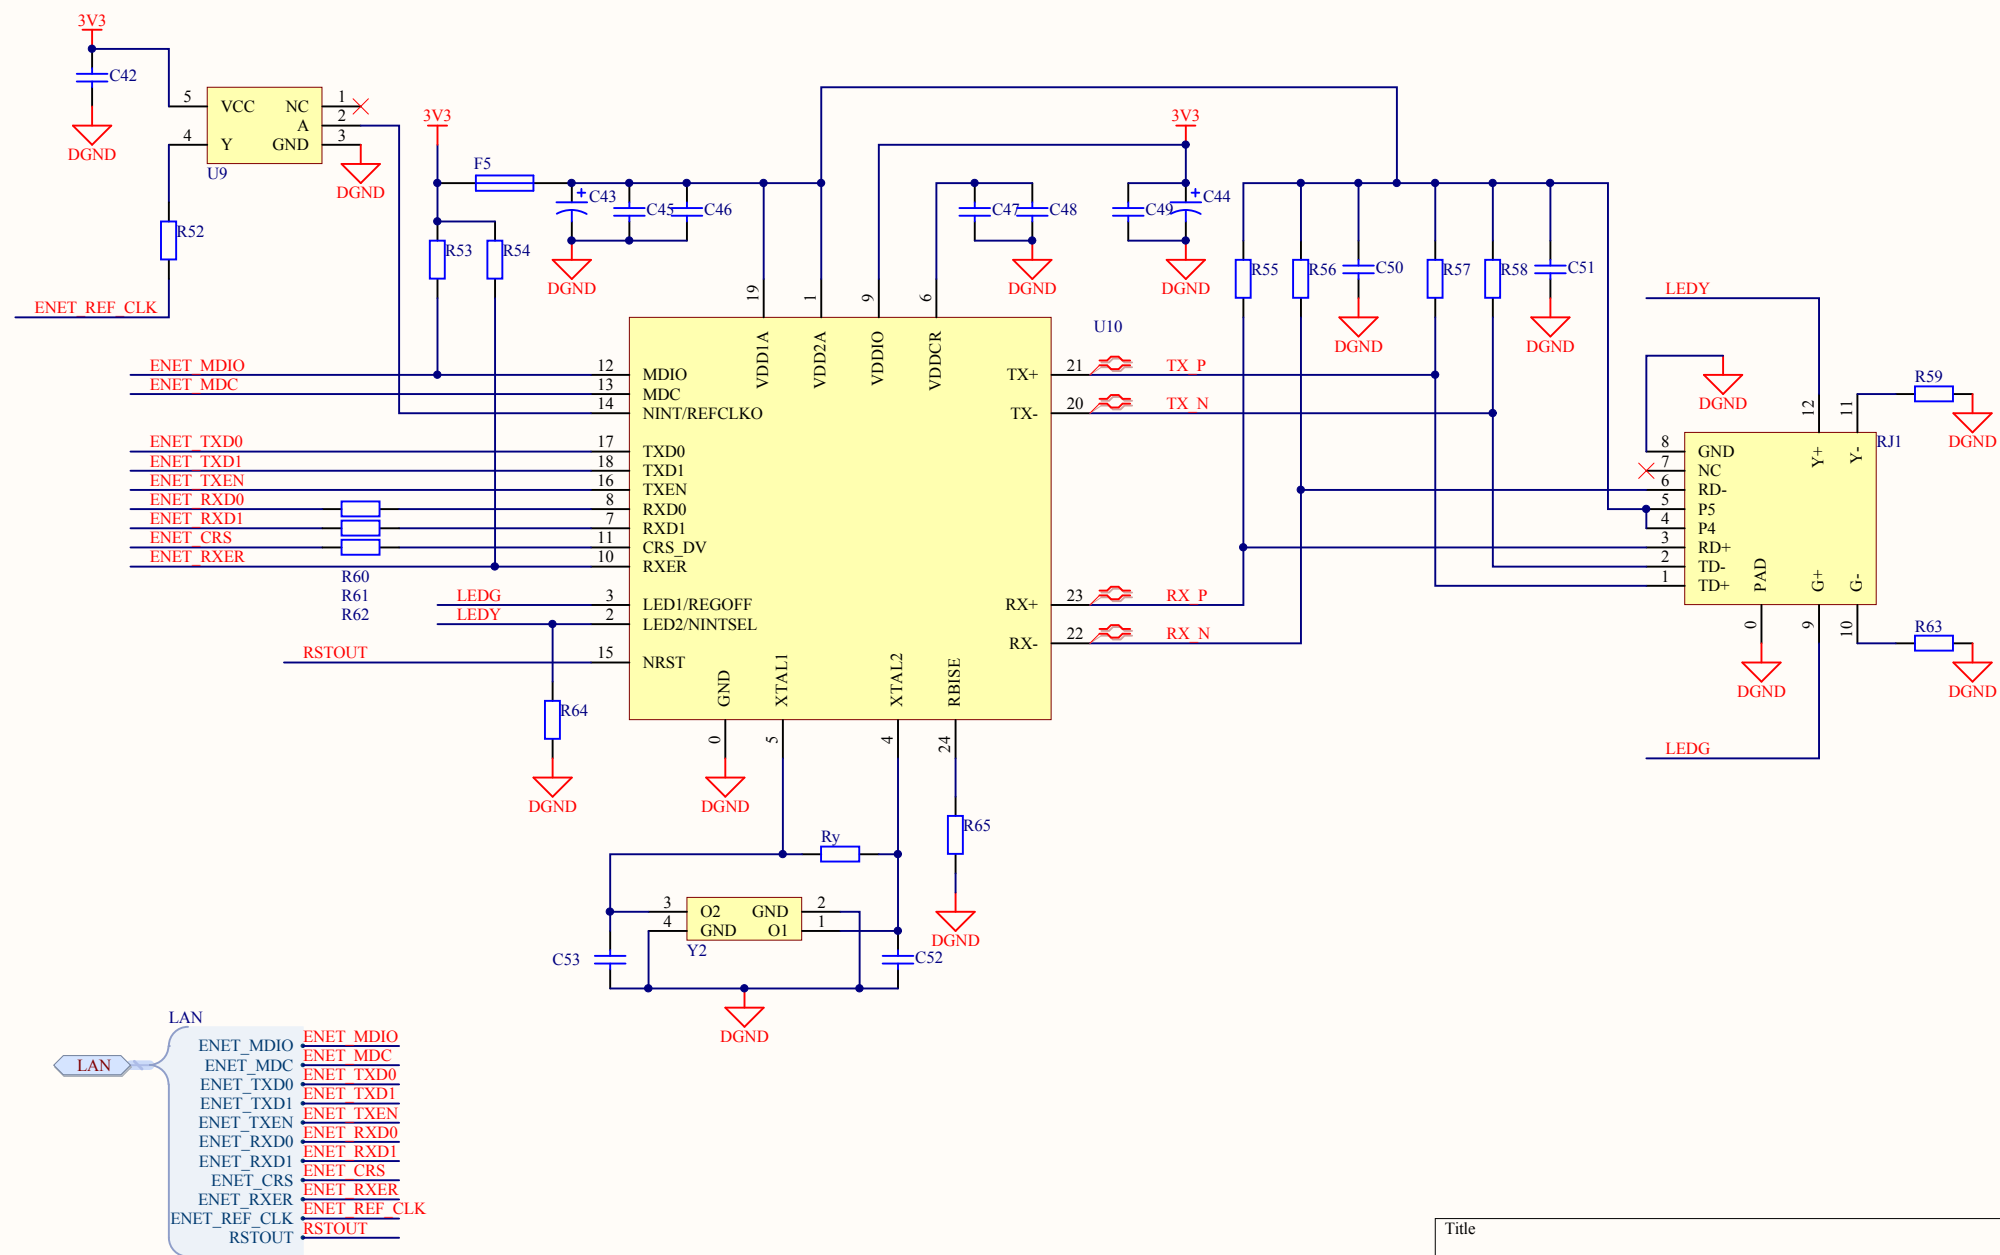 3V3
C42
DGND
5 VCC NC 1
A 2
4 Y GND 3
U9
DGND
R52
ENET_REF_CLK
3V3
F5
C43
C45
C46
DGND
R53
R54
3V3
C47
C48
DGND
C49
C44
DGND
R55
R56
C50
DGND
R57
R58
C51
DGND
U10
19 VDD1A
1 VDD2A
9 VDDIO
6 VDDCR
ENET_MDIO 12 MDIO
ENET_MDC 13 MDC
14 NINT/REFCLKO
ENET_TXD0 17 TXD0
ENET_TXD1 18 TXD1
ENET_TXEN 16 TXEN
ENET_RXD0 8 RXD0
ENET_RXD1 7 RXD1
ENET_CRS 11 CRS_DV
ENET_RXER 10 RXER
R60
R61
R62
LEDG 3 LED1/REGOFF
LEDY 2 LED2/NINTSEL
RSTOUT 15 NRST
R64
DGND
TX+ 21 TX_P
TX- 20 TX_N
RX+ 23 RX_P
RX- 22 RX_N
GND 0
DGND
XTAL1 5
XTAL2 4
RBISE 24
R65
DGND
Ry
3 O2 GND 2
4 GND O1 1
Y2
C53
C52
DGND
LEDY
DGND
12 Y+
11 Y-
R59
DGND
RJ1
8 GND
7 NC
6 RD-
5 P5
4 P4
3 RD+
2 TD-
1 TD+
PAD 0
G+ 9
G- 10
R63
DGND
DGND
LEDG
LAN
LAN
ENET_MDIO ENET_MDIO
ENET_MDC ENET_MDC
ENET_TXD0 ENET_TXD0
ENET_TXD1 ENET_TXD1
ENET_TXEN ENET_TXEN
ENET_RXD0 ENET_RXD0
ENET_RXD1 ENET_RXD1
ENET_CRS ENET_CRS
ENET_RXER ENET_RXER
ENET_REF_CLK ENET_REF_CLK
RSTOUT RSTOUT
Title